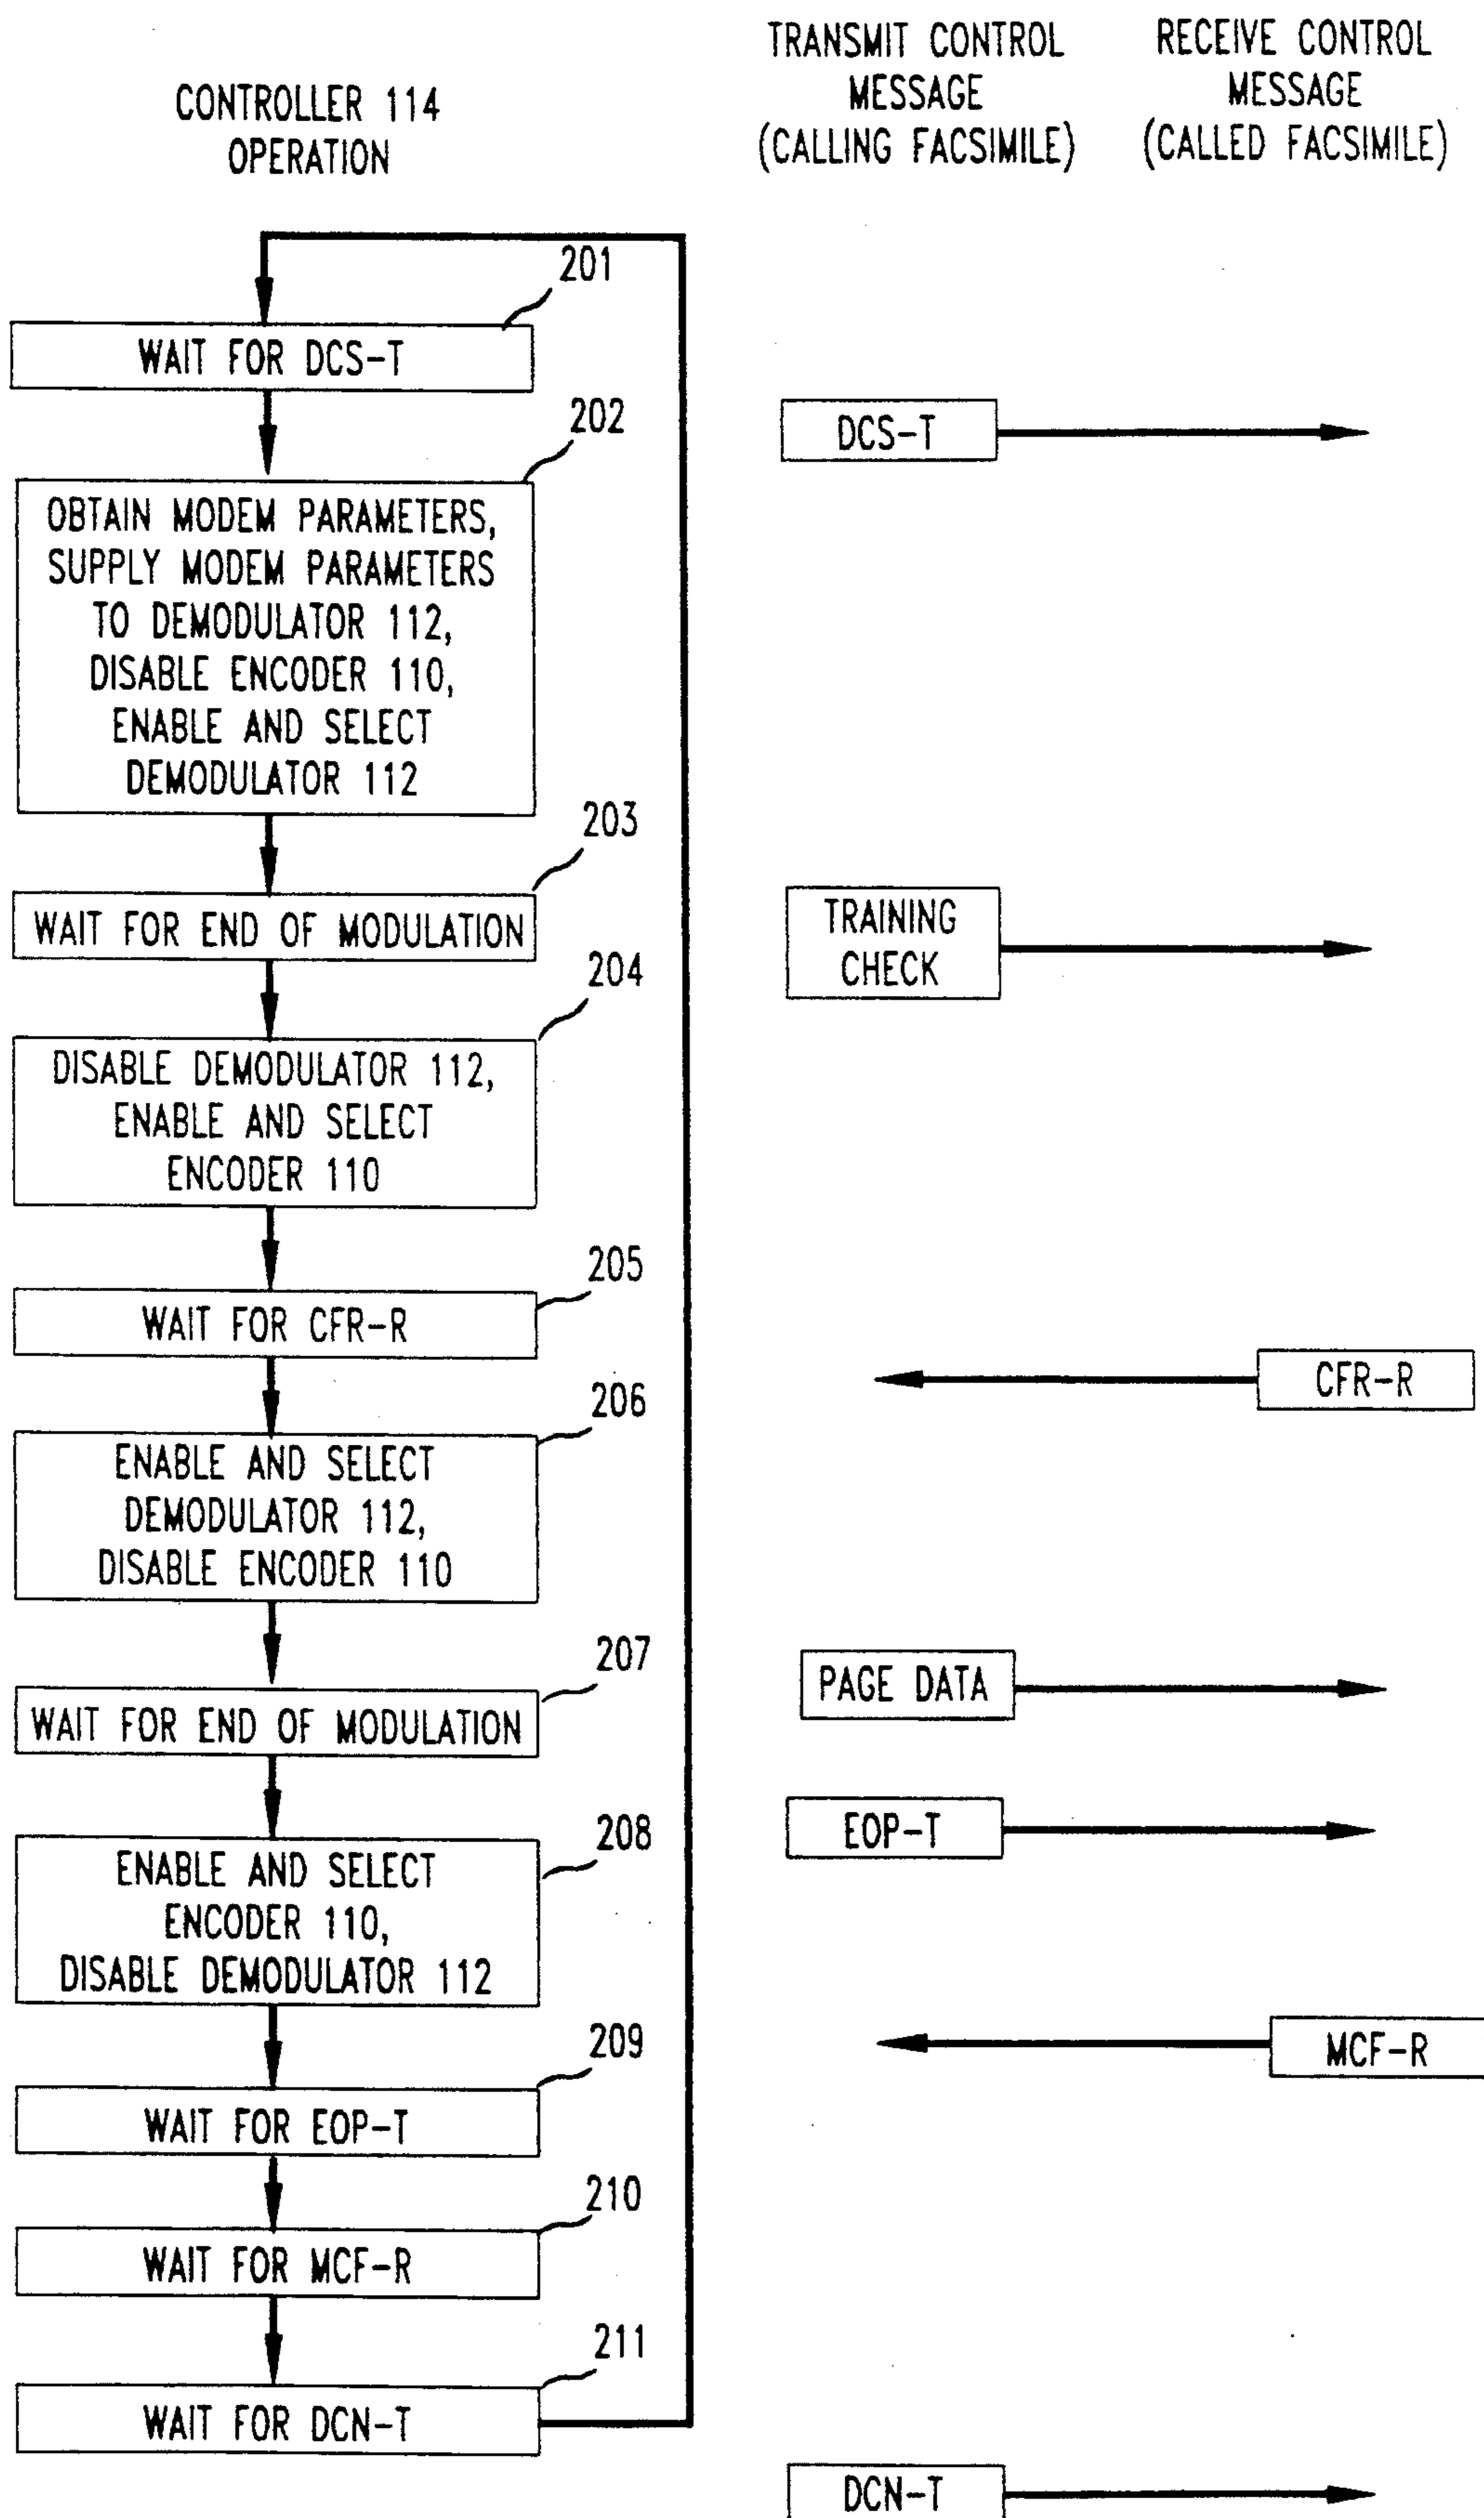 CONTROLLER 114
OPERATION
TRANSMIT CONTROL
MESSAGE
(CALLING FACSIMILE)
RECEIVE CONTROL
MESSAGE
(CALLED FACSIMILE)
201
WAIT FOR DCS-T
DCS-T
202
OBTAIN MODEM PARAMETERS,
SUPPLY MODEM PARAMETERS
TO DEMODULATOR 112,
DISABLE ENCODER 110,
ENABLE AND SELECT
DEMODULATOR 112
203
WAIT FOR END OF MODULATION
TRAINING
CHECK
204
DISABLE DEMODULATOR 112,
ENABLE AND SELECT
ENCODER 110
205
WAIT FOR CFR-R
CFR-R
206
ENABLE AND SELECT
DEMODULATOR 112,
DISABLE ENCODER 110
207
WAIT FOR END OF MODULATION
PAGE DATA
EOP-T
208
ENABLE AND SELECT
ENCODER 110,
DISABLE DEMODULATOR 112
MCF-R
209
WAIT FOR EOP-T
210
WAIT FOR MCF-R
211
WAIT FOR DCN-T
DCN-T